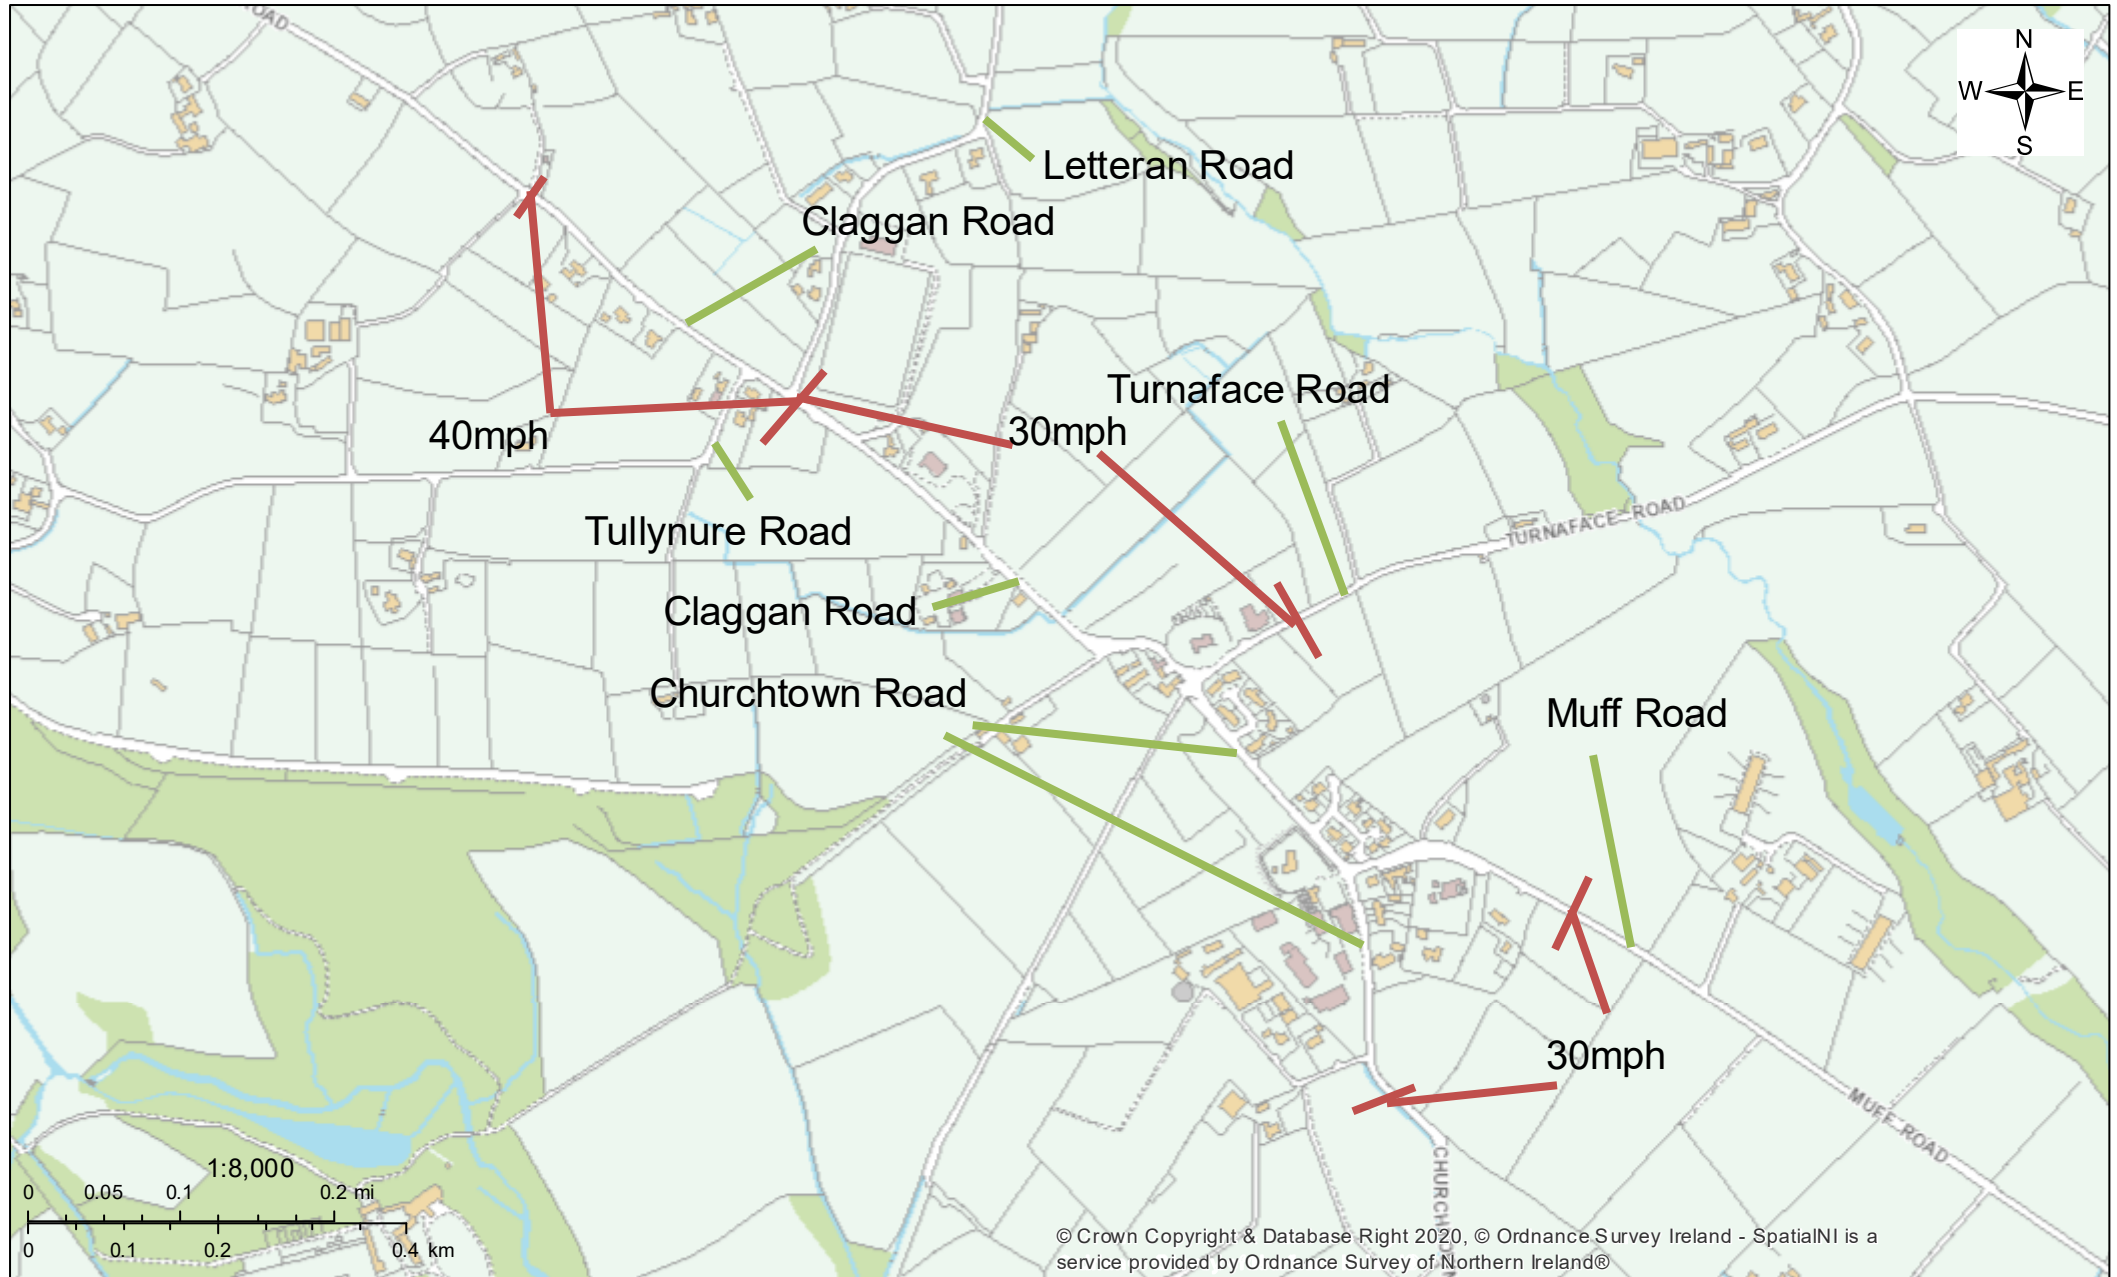 OAD
N
W E
S
Letteran Road
Claggan Road
Turnaface Road
40mph
30mph
TURNAFACE ROAD
Tullynure Road
Claggan Road
Churchtown Road
Muff Road
30mph
MUFF ROAD
CHURCH
1:8,000
0 0.05 0.1 0.2 mi
0 0.1 0.2 0.4 km
© Crown Copyright & Database Right 2020, © Ordnance Survey Ireland - SpatialNI is a
service provided by Ordnance Survey of Northern Ireland®